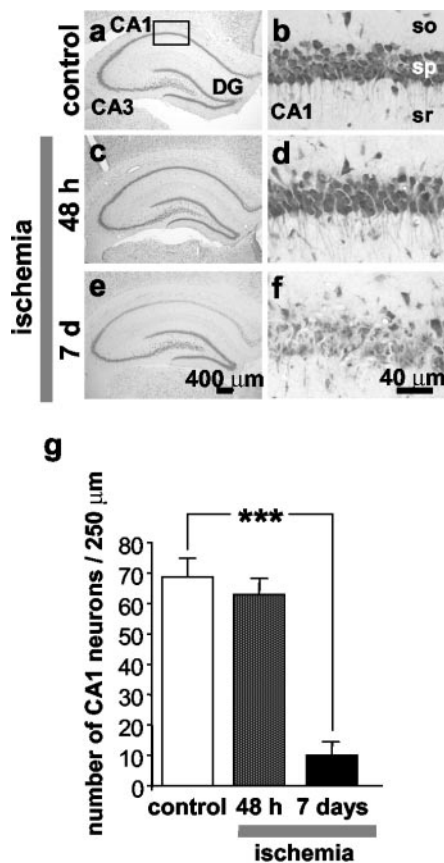 a
CA1
CA3
DG
b
so
sp
sr
CA1
control
c
d
48 h
e
400 μm
f
40 μm
7 d
ischemia
g
number of CA1 neurons / 250 μm
***
80
70
60
50
40
30
20
10
0
control 48 h 7 days
ischemia